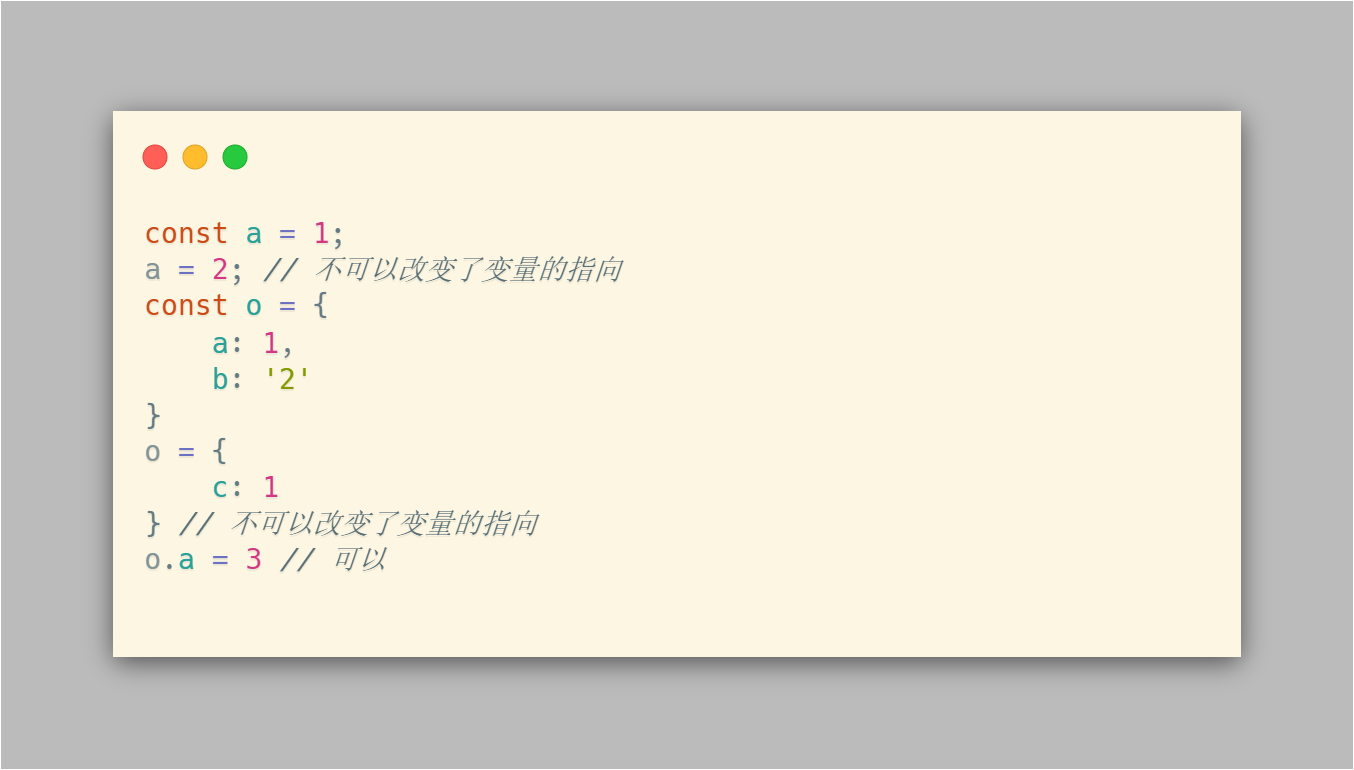 const a = 1;
a = 2; // 不可以改变了变量的指向
const o = {
    a: 1,
    b: '2'
}
o = {
    c: 1
} // 不可以改变了变量的指向
o.a = 3 // 可以